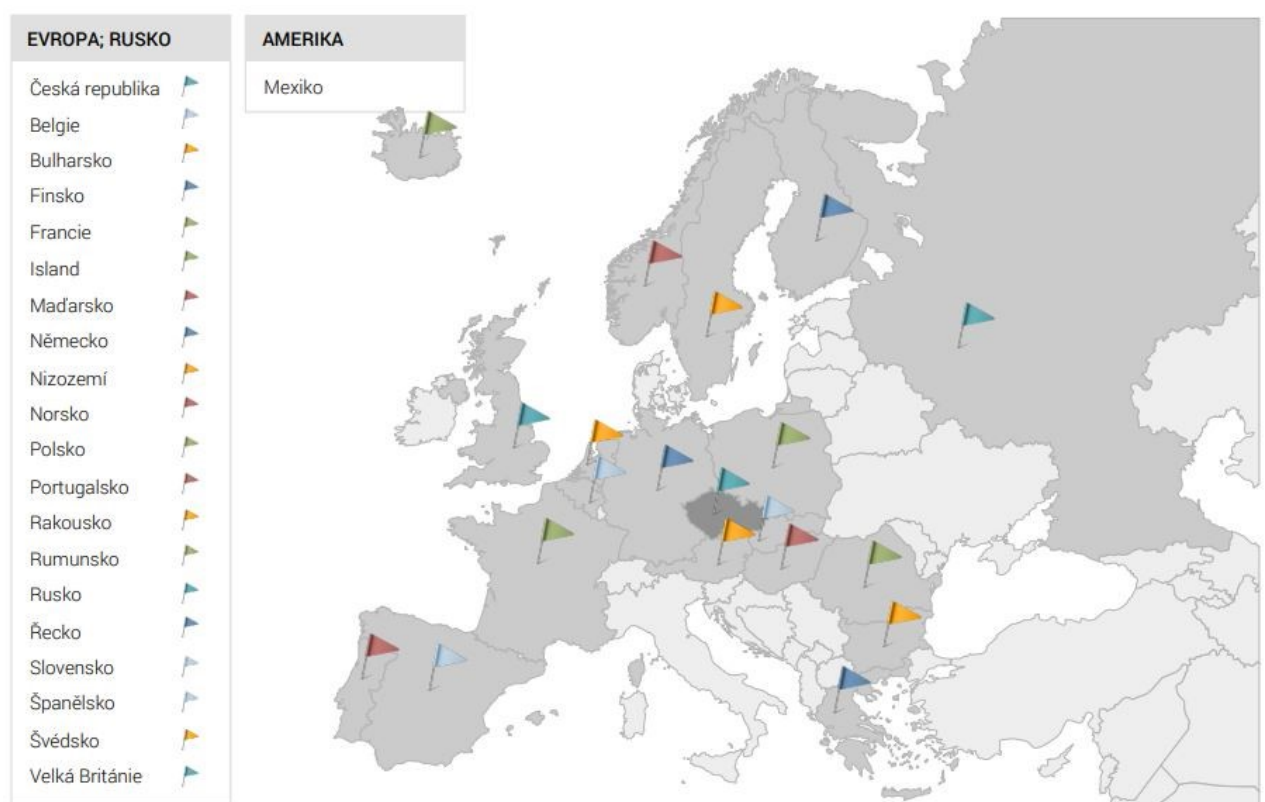 EVROPA; RUSKO
Česká republika
Belgie
Bulharsko
Finsko
Francie
Island
Maďarsko
Německo
Nizozemí
Norsko
Polsko
Portugalsko
Rakousko
Rumunsko
Rusko
Řecko
Slovensko
Španělsko
Švédsko
Velká Británie
AMERIKA
Mexiko